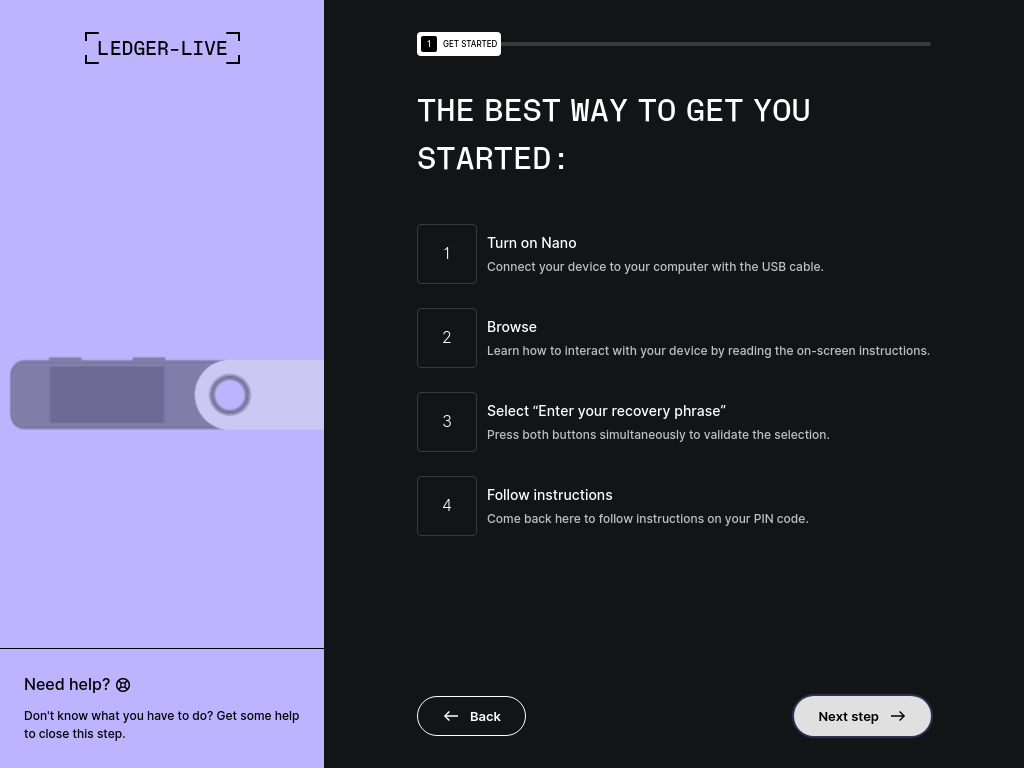 LEDGER-LIVE
1 GET STARTED
THE BEST WAY TO GET YOU
STARTED:
1
Turn on Nano
Connect your device to your computer with the USB cable.
2
Browse
Learn how to interact with your device by reading the on-screen instructions.
3
Select “Enter your recovery phrase”
Press both buttons simultaneously to validate the selection.
4
Follow instructions
Come back here to follow instructions on your PIN code.
Need help?
Don't know what you have to do? Get some help
to close this step.
Back
Next step